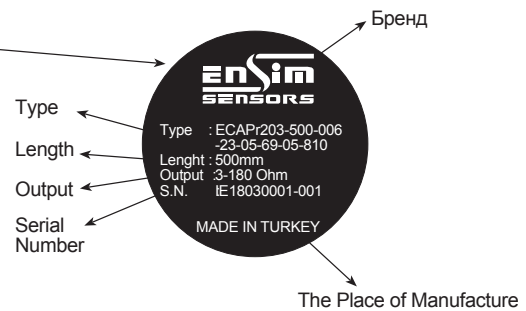 Бренд
ENSIM
SENSORS
Type : ECAPr203-500-006
-23-05-69-05-810
Lenght : 500mm
Output :3-180 Ohm
S.N. :E18030001-001
MADE IN TURKEY
Type
Length
Output
Serial
Number
The Place of Manufacture